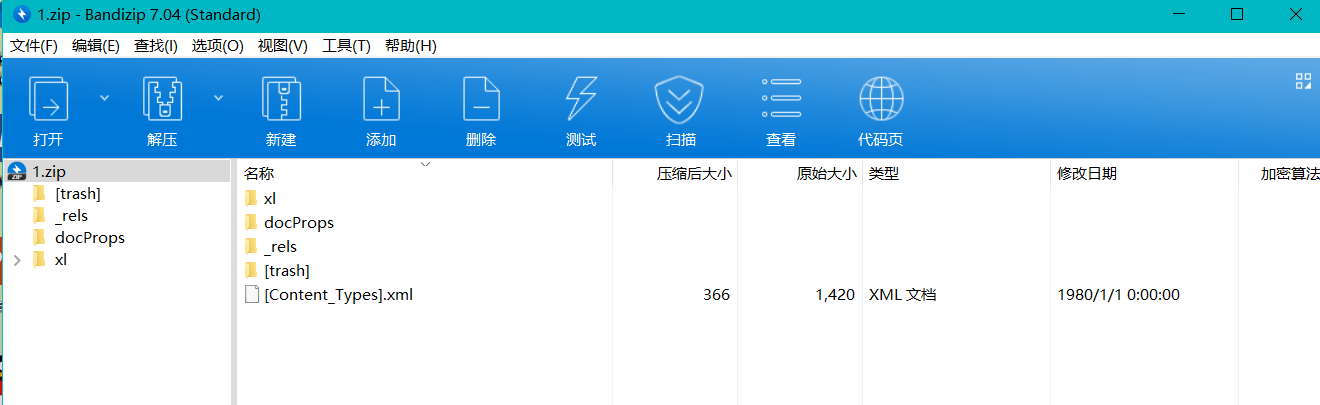 1.zip - Bandizip 7.04 (Standard)
文件(F) 编辑(E) 查找(I) 选项(O) 视图(V) 工具(T) 帮助(H)
打开 解压 新建 添加 删除 测试 扫描 查看 代码页
1.zip
[trash]
_rels
docProps
xl
名称 压缩后大小 原始大小 类型 修改日期 加密算法
xl
docProps
_rels
[trash]
[Content_Types].xml 366 1,420 XML 文档 1980/1/1 0:00:00